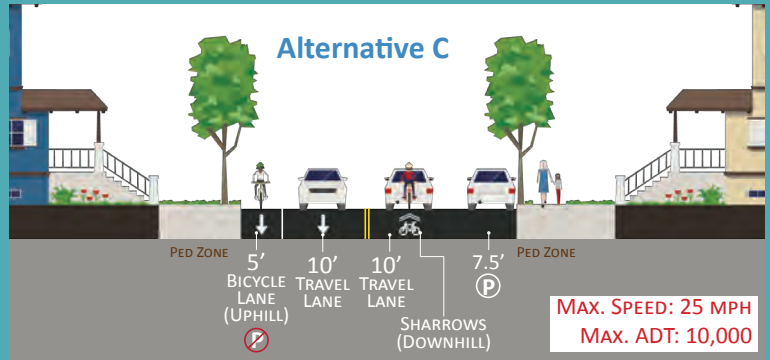 Alternative C
PED ZONE
5’
BICYCLE
LANE
(UPHILL)
P
10’
TRAVEL
LANE
10’
TRAVEL
LANE
SHARROWS
(DOWNHILL)
7.5’
P
PED ZONE
MAX. SPEED: 25 MPH
MAX. ADT: 10,000